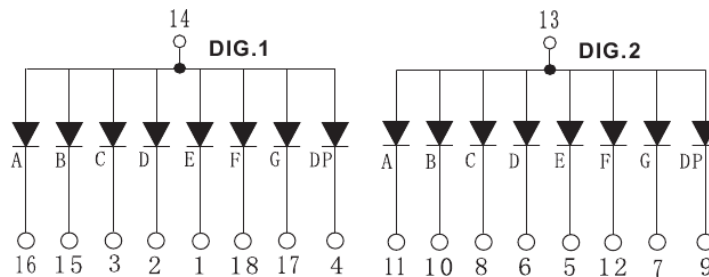 14 13
DIG.1 DIG.2
A B C D E F G DP A B C D E F G DP
16 15 3 2 1 18 17 4 11 10 8 6 5 12 7 9